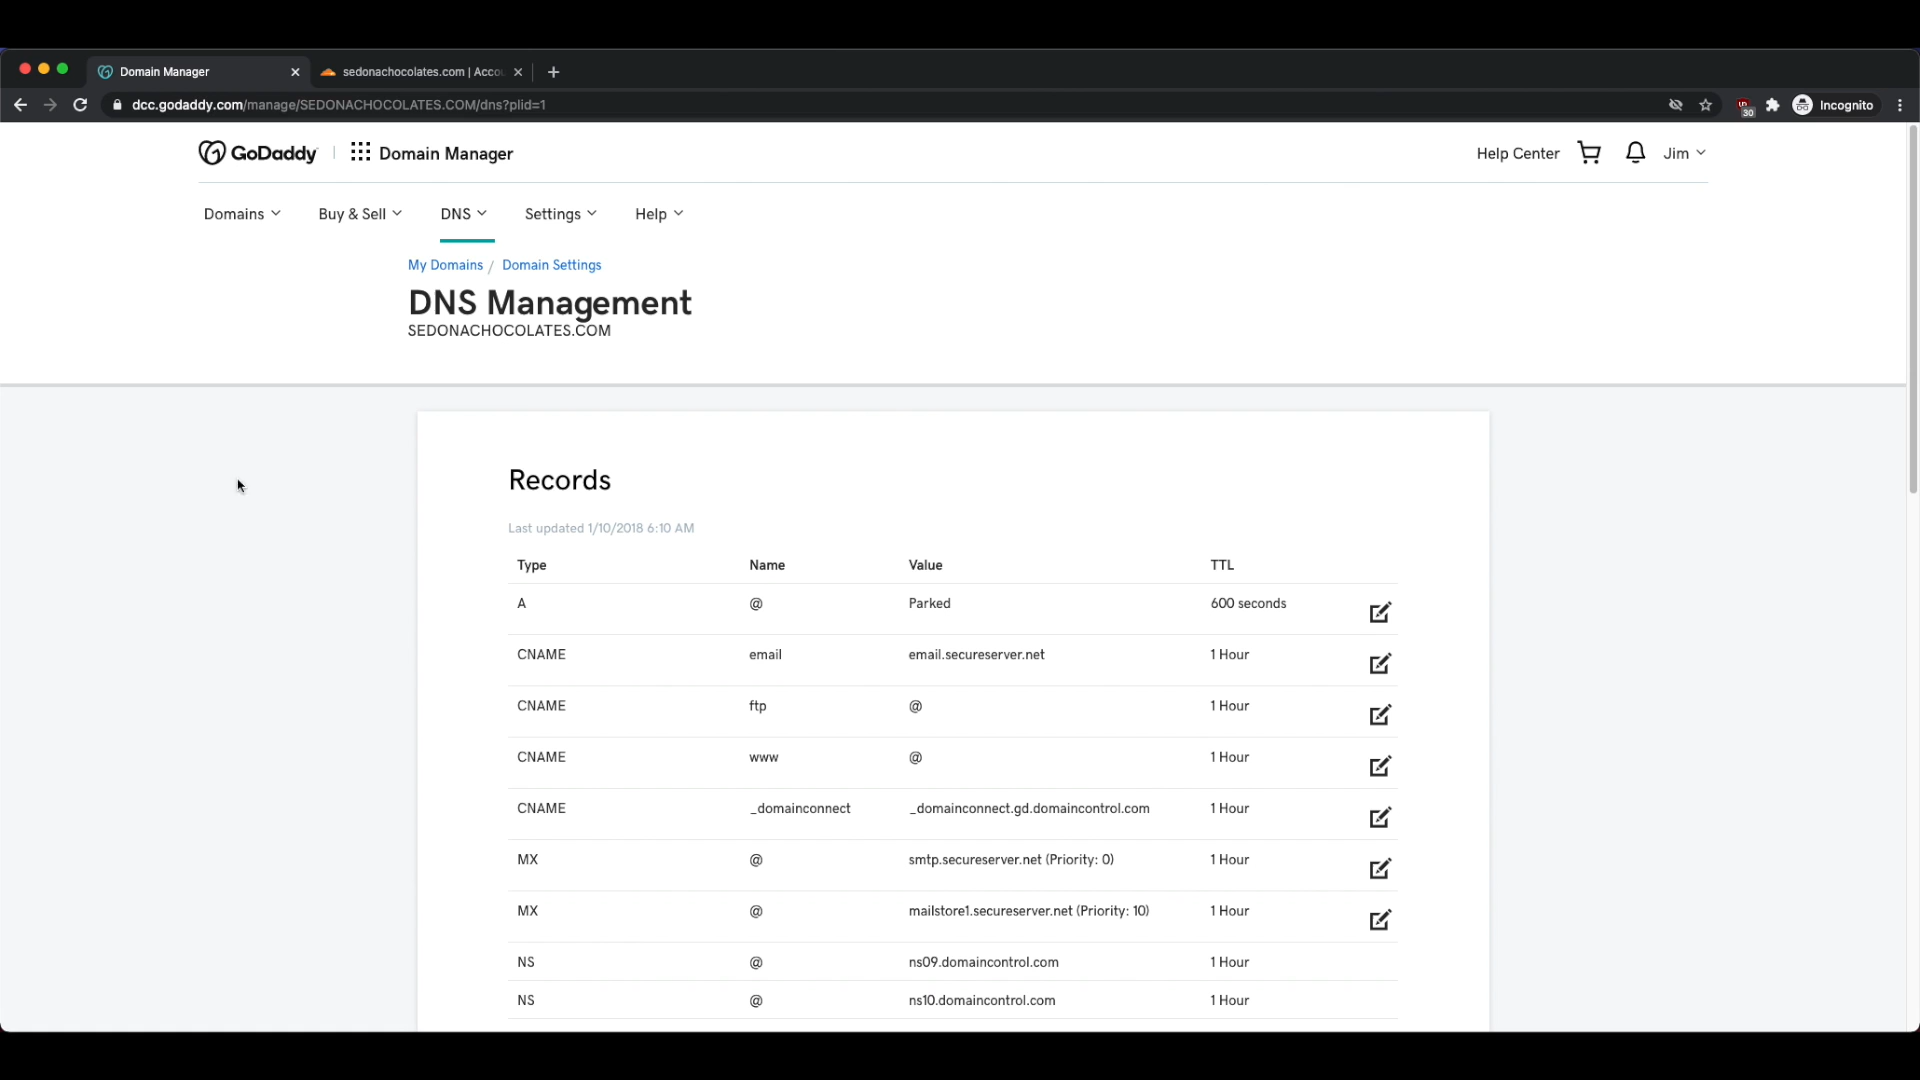 Domain Manager
sedonachocolates.com | Acco
dcc.godaddy.com/manage/SEDONACHOCOLATES.COM/dns?plid=1
30
Incognito
GoDaddy
Domain Manager
Help Center
Jim
Domains
Buy & Sell
DNS
Settings
Help
My Domains / Domain Settings
DNS Management
SEDONACHOCOLATES.COM
Records
Last updated 1/10/2018 6:10 AM
Type Name Value TTL
A @ Parked 600 seconds
CNAME email email.secureserver.net 1 Hour
CNAME ftp @ 1 Hour
CNAME www @ 1 Hour
CNAME _domainconnect _domainconnect.gd.domaincontrol.com 1 Hour
MX @ smtp.secureserver.net (Priority: 0) 1 Hour
MX @ mailstore1.secureserver.net (Priority: 10) 1 Hour
NS @ ns09.domaincontrol.com 1 Hour
NS @ ns10.domaincontrol.com 1 Hour